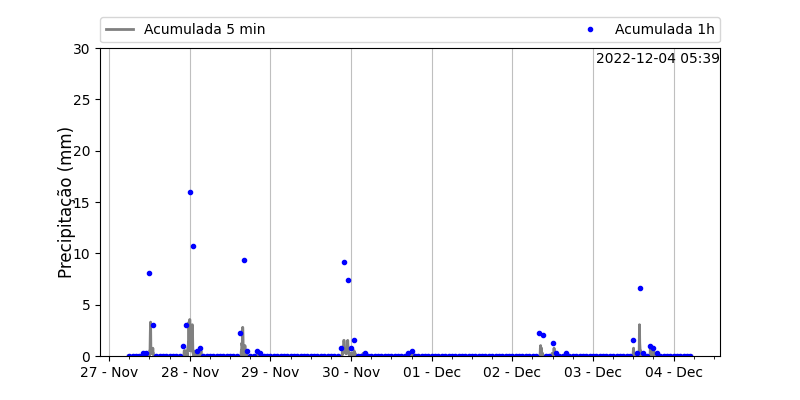 Acumulada 5 min Acumulada 1h
2022-12-04 05:39
Precipitação (mm)
30
25
20
15
10
5
0
27 - Nov 28 - Nov 29 - Nov 30 - Nov 01 - Dec 02 - Dec 03 - Dec 04 - Dec